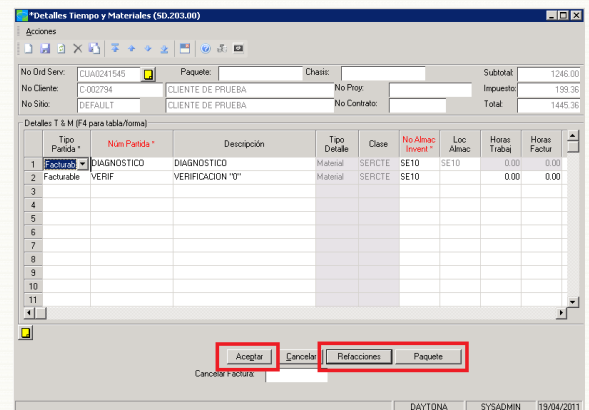 *Detalles Tiempo y Materiales (SD.203.00)
Acciones
No Ord Serv: CUA0241545 Paquete: Chasis: Subtotal: 1246.00
No Cliente: C-002794 CLIENTE DE PRUEBA No Proy: Impuesto: 199.36
No Sitio: DEFAULT CLIENTE DE PRUEBA No Contrato: Total: 1445.36
Detalles T & M (F4 para tabla/forma)
Tipo Partida * Núm Partida * Descripción Tipo Detalle Clase No Almac Invent * Loc Almac Horas Trabaj Horas Factur
1 Facturab DIAGNOSTICO DIAGNOSTICO Material SERCTE SE10 SE10 0.00 0.00
2 Facturable VERIF VERIFICACION "0" Material SERCTE SE10 0.00 0.00
3
4
5
6
7
8
9
10
11
Aceptar Cancelar Refacciones Paquete
Cancelar Factura:
DAYTONA SYSADMIN 19/04/2011